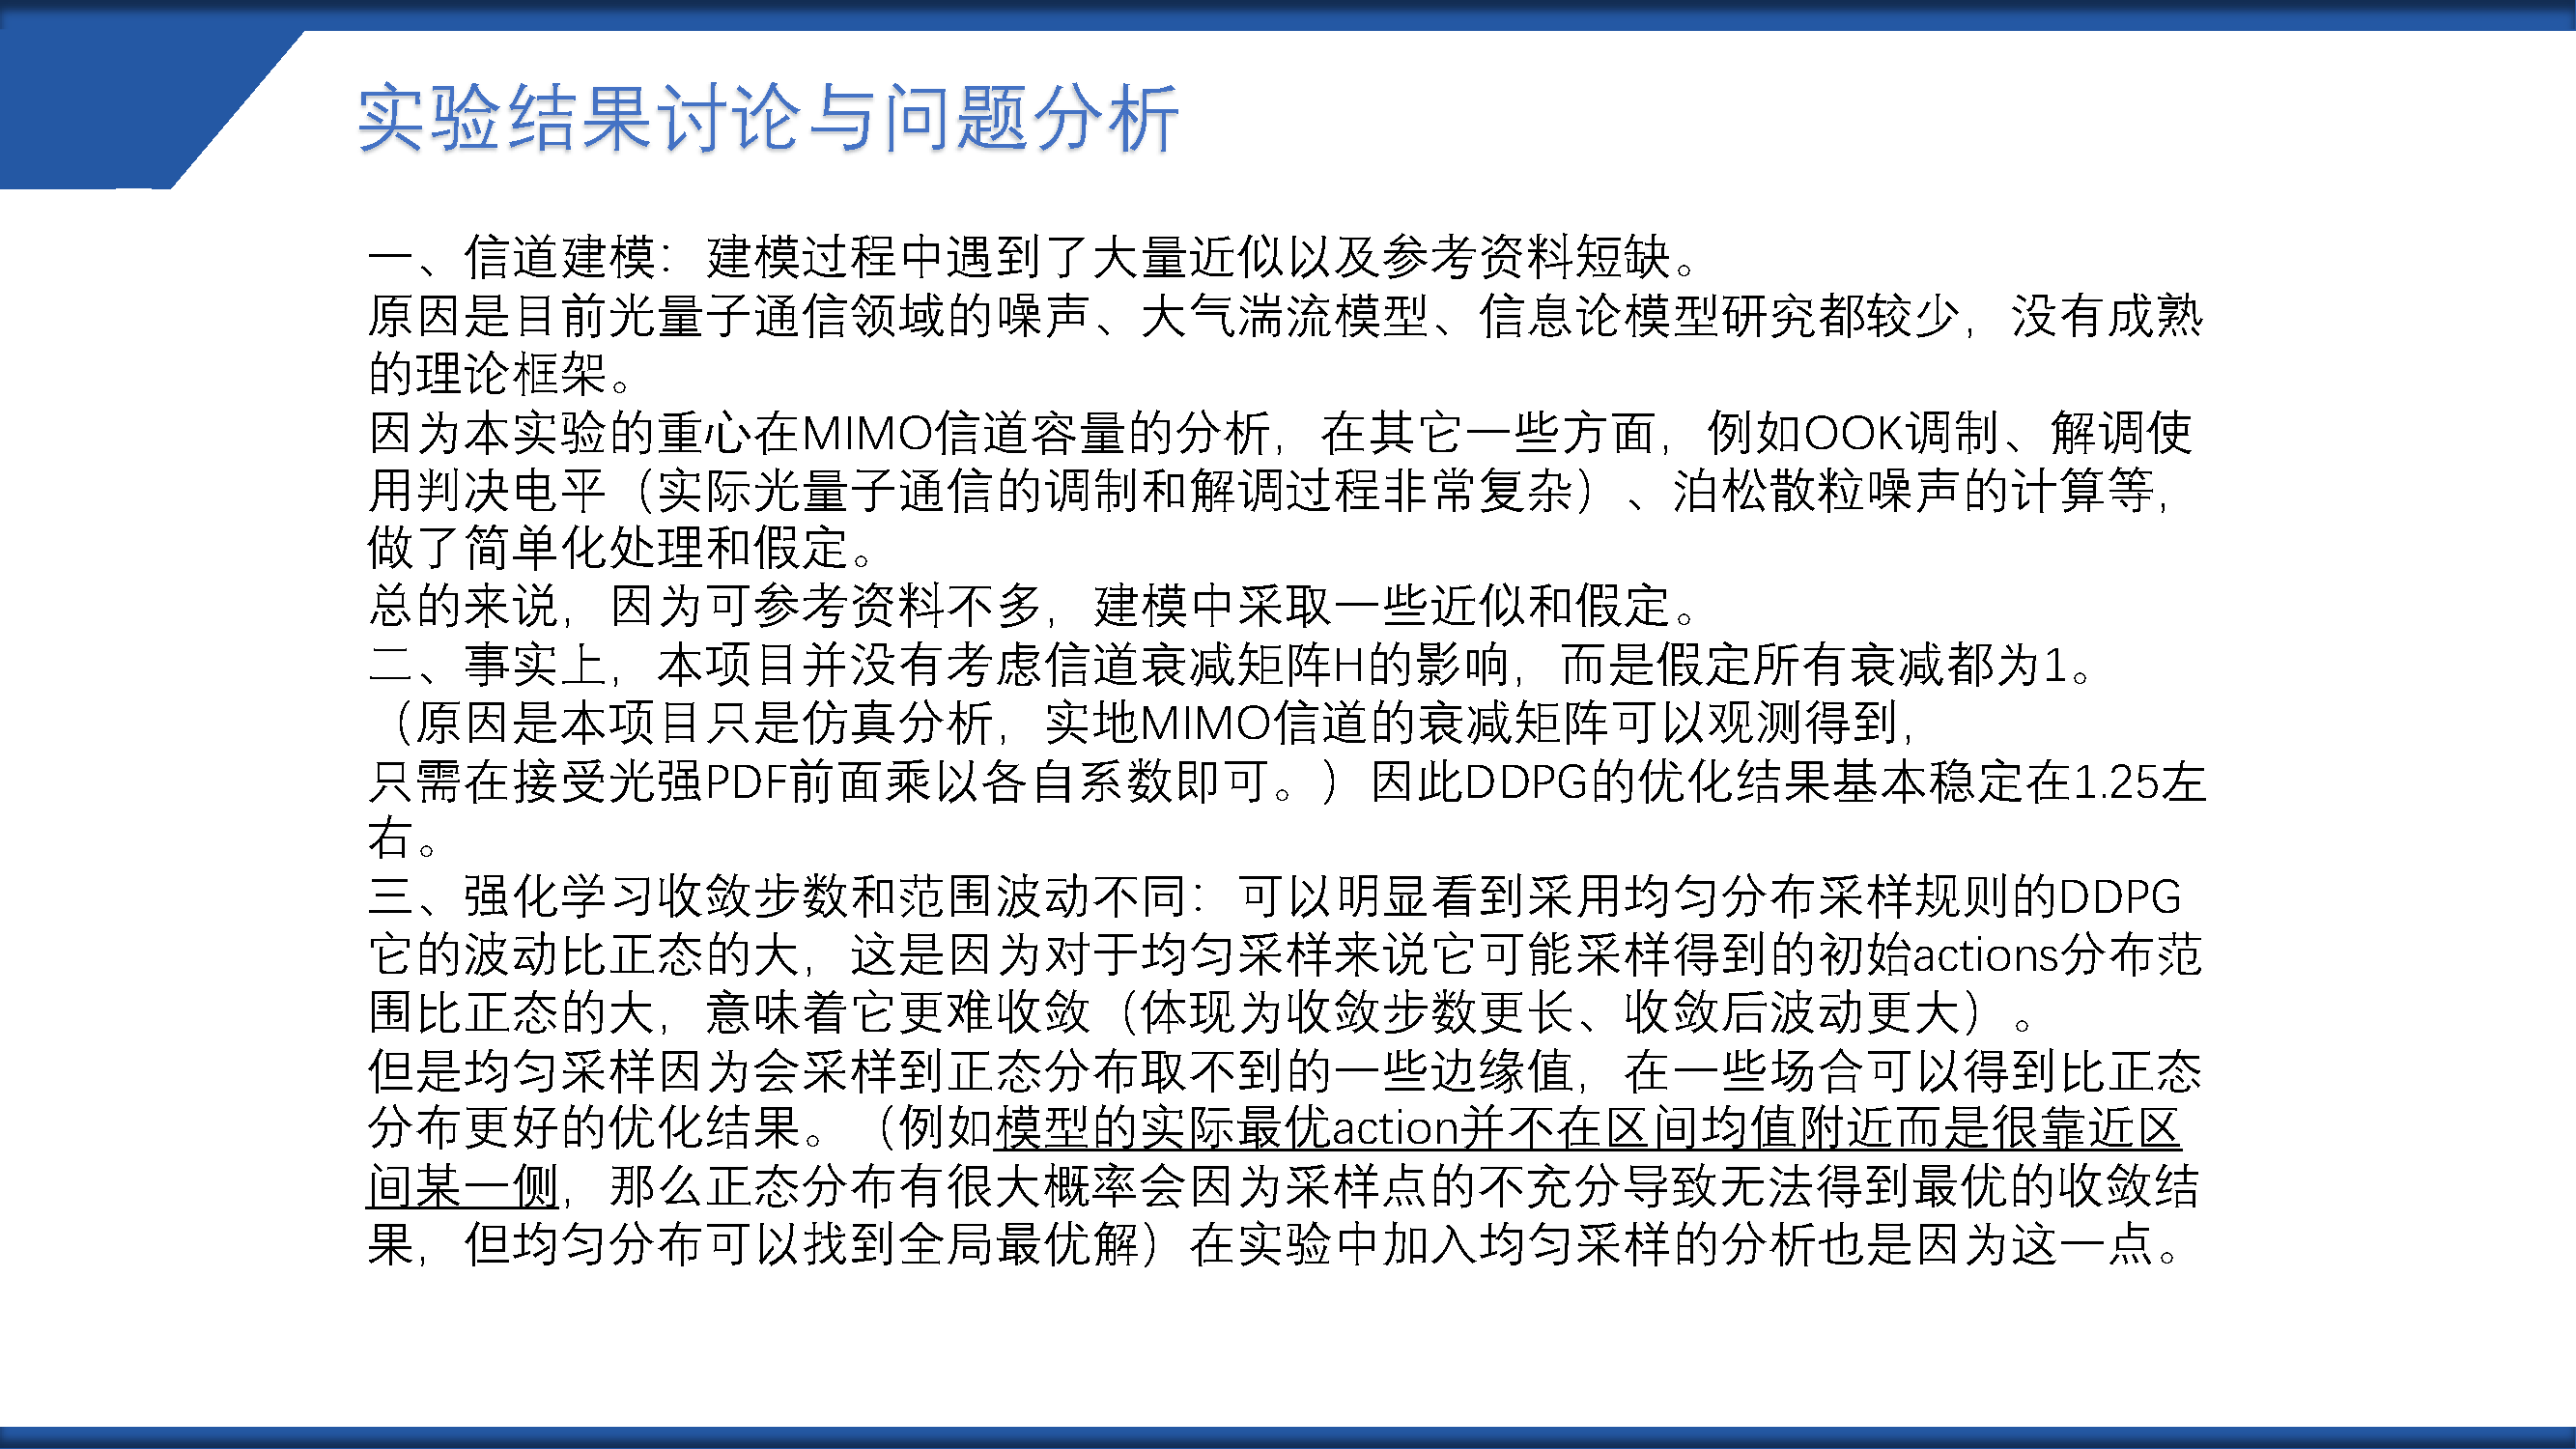 实验结果讨论与问题分析
一、信道建模：建模过程中遇到了大量近似以及参考资料短缺。
原因是目前光量子通信领域的噪声、大气湍流模型、信息论模型研究都较少，没有成熟
的理论框架。
因为本实验的重心在MIMO信道容量的分析，在其它一些方面，例如OOK调制、解调使
用判决电平（实际光量子通信的调制和解调过程非常复杂）、泊松散粒噪声的计算等，
做了简单化处理和假定。
总的来说，因为可参考资料不多，建模中采取一些近似和假定。
二、事实上，本项目并没有考虑信道衰减矩阵H的影响，而是假定所有衰减都为1。
（原因是本项目只是仿真分析，实地MIMO信道的衰减矩阵可以观测得到，
只需在接受光强PDF前面乘以各自系数即可。）因此DDPG的优化结果基本稳定在1.25左
右。
三、强化学习收敛步数和范围波动不同：可以明显看到采用均匀分布采样规则的DDPG
它的波动比正态的大，这是因为对于均匀采样来说它可能采样得到的初始actions分布范
围比正态的大，意味着它更难收敛（体现为收敛步数更长、收敛后波动更大）。
但是均匀采样因为会采样到正态分布取不到的一些边缘值，在一些场合可以得到比正态
分布更好的优化结果。（例如模型的实际最优action并不在区间均值附近而是很靠近区
间某一侧，那么正态分布有很大概率会因为采样点的不充分导致无法得到最优的收敛结
果，但均匀分布可以找到全局最优解）在实验中加入均匀采样的分析也是因为这一点。